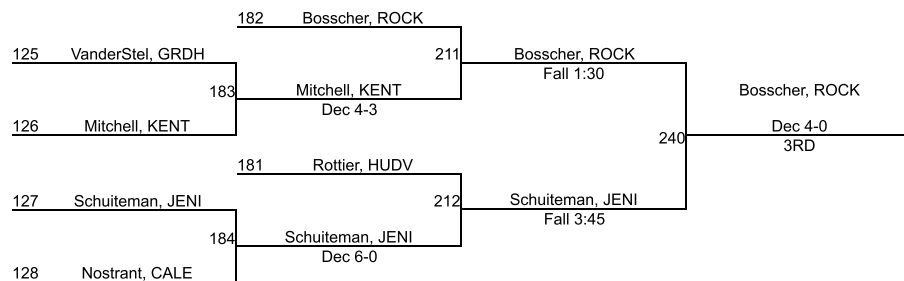 182 Bosscher, ROCK
125 VanderStel, GRDH
211 Bosscher, ROCK
Fall 1:30
183 Mitchell, KENT
Dec 4-3
Bosscher, ROCK
126 Mitchell, KENT
240 Dec 4-0
3RD
181 Rottier, HUDV
127 Schuiteman, JENI
212 Schuiteman, JENI
Fall 3:45
184 Schuiteman, JENI
Dec 6-0
128 Nostrant, CALE